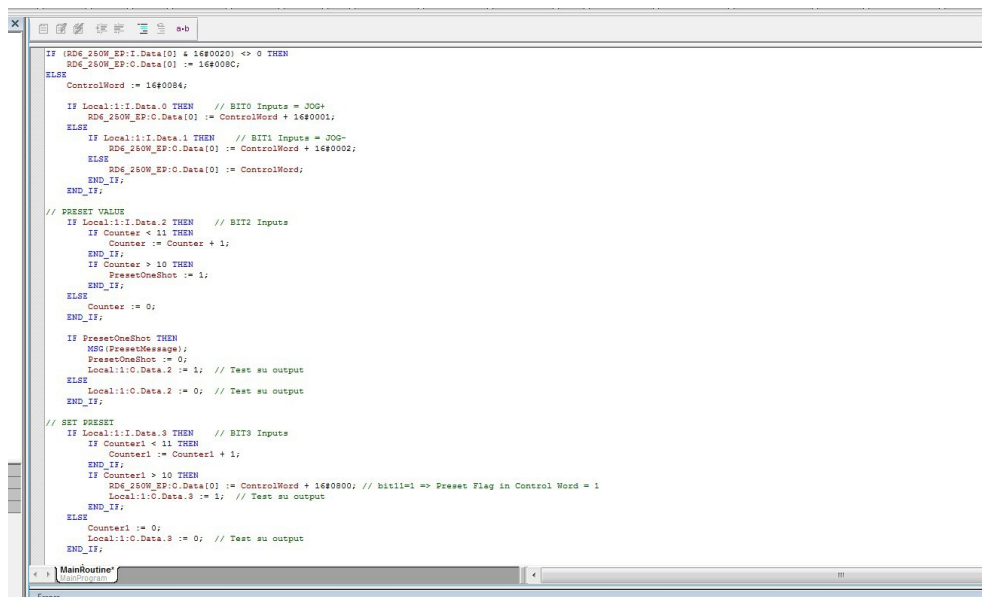 a+b
IF (RD6_250W_EP:I.Data[0] & 16#0020) <> 0 THEN
RD6_250W_EP:O.Data[0] := 16#008C;
ELSE
ControlWord := 16#0084;
IF Local:1:I.Data.0 THEN // BIT0 Inputs = JOG+
RD6_250W_EP:O.Data[0] := ControlWord + 16#0001;
ELSE
IF Local:1:I.Data.1 THEN // BIT1 Inputs = JOG-
RD6_250W_EP:O.Data[0] := ControlWord + 16#0002;
ELSE
RD6_250W_EP:O.Data[0] := ControlWord;
END_IF;
END_IF;
// PRESET VALUE
IF Local:1:I.Data.2 THEN // BIT2 Inputs
IF Counter < 11 THEN
Counter := Counter + 1;
END_IF;
IF Counter > 10 THEN
PresetOneShot := 1;
END_IF;
ELSE
Counter := 0;
END_IF;
IF PresetOneShot THEN
MSG(PresetMessage);
PresetOneShot := 0;
Local:1:O.Data.2 := 1; // Test su output
ELSE
Local:1:O.Data.2 := 0; // Test su output
END_IF;
// SET PRESET
IF Local:1:I.Data.3 THEN // BIT3 Inputs
IF Counter1 < 11 THEN
Counter1 := Counter1 + 1;
END_IF;
IF Counter1 > 10 THEN
RD6_250W_EP:O.Data[0] := ControlWord + 16#0800; // bit11=1 => Preset Flag in Control Word = 1
Local:1:O.Data.3 := 1; // Test su output
END_IF;
ELSE
Counter1 := 0;
Local:1:O.Data.3 := 0; // Test su output
END_IF;
MainRoutine*
MainProgram